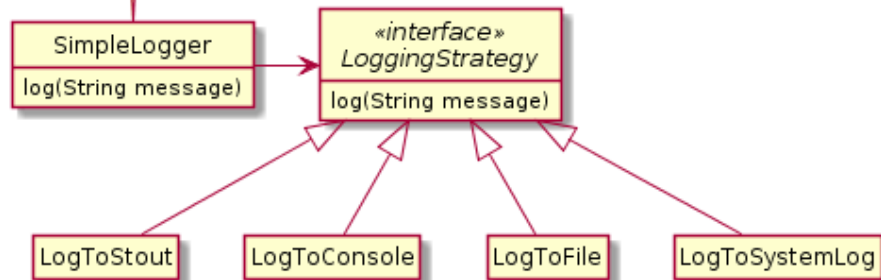 SimpleLogger
log(String message)
«interface»
LoggingStrategy
log(String message)
LogToStout
LogToConsole
LogToFile
LogToSystemLog